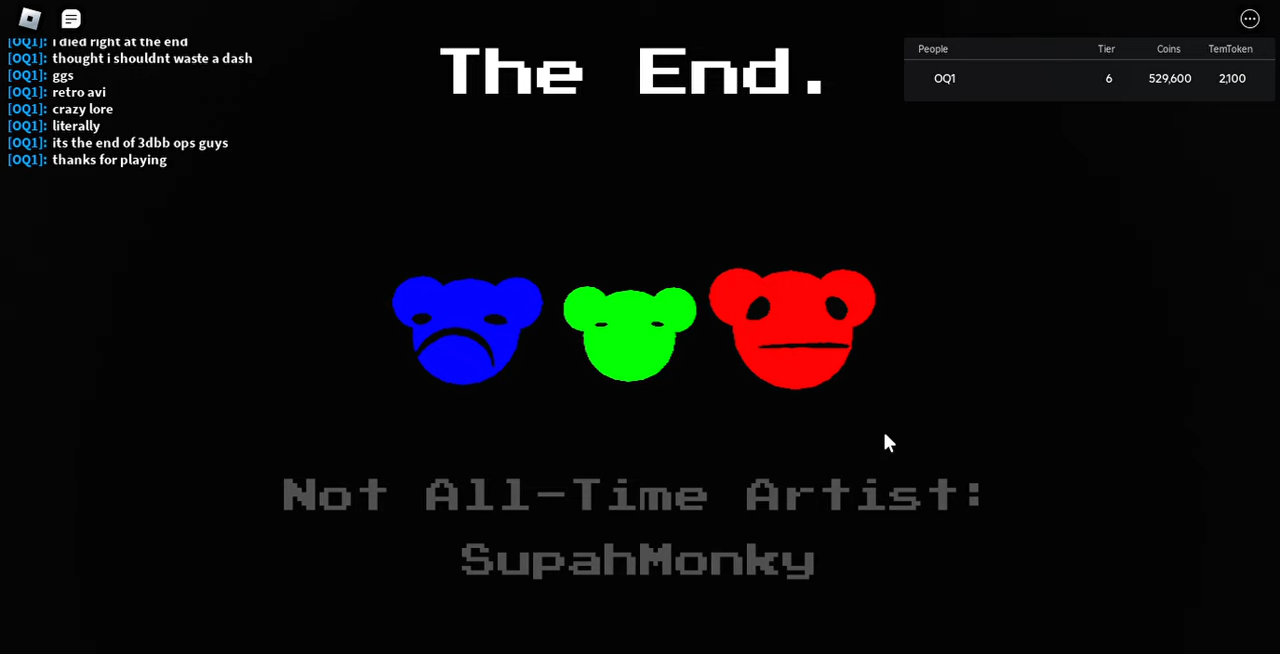 [OQ1]: i died right at the end
[OQ1]: thought i shouldnt waste a dash
[OQ1]: ggs
[OQ1]: retro avi
[OQ1]: crazy lore
[OQ1]: literally
[OQ1]: its the end of 3dbb ops guys
[OQ1]: thanks for playing
The End.
People Tier Coins TemToken
OQ1 6 529,600 2,100
Not All-Time Artist:
SupahMonky